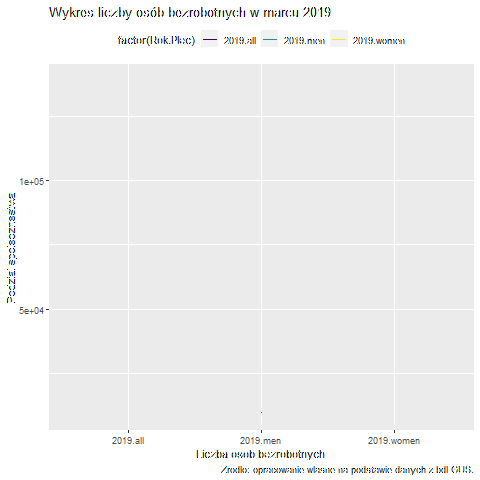 Wykres liczby osób bezrobotnych w marcu 2019
factor(Rok.Plec) 2019.all 2019.men 2019.women
Podział społeczeństwa
1e+05
5e+04
2019.all 2019.men 2019.women
Liczba osób bezrobotnych
Źródło: opracowanie własne na podstawie danych z bdl GUS.